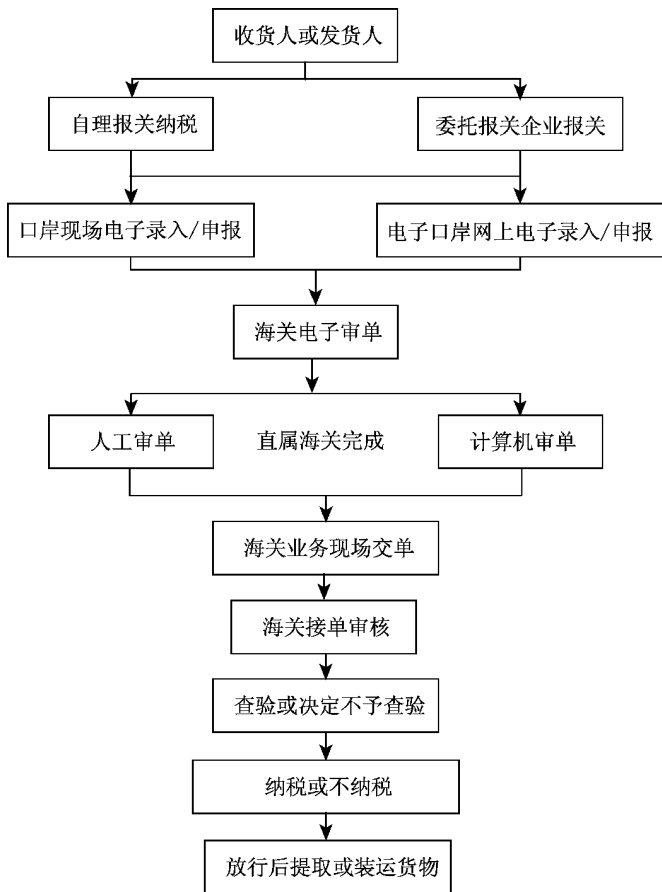 收货人或发货人
自理报关纳税
委托报关企业报关
口岸现场电子录入/申报
电子口岸网上电子录入/申报
海关电子审单
人工审单
直属海关完成
计算机审单
海关业务现场交单
海关接单审核
查验或决定不予查验
纳税或不纳税
放行后提取或装运货物